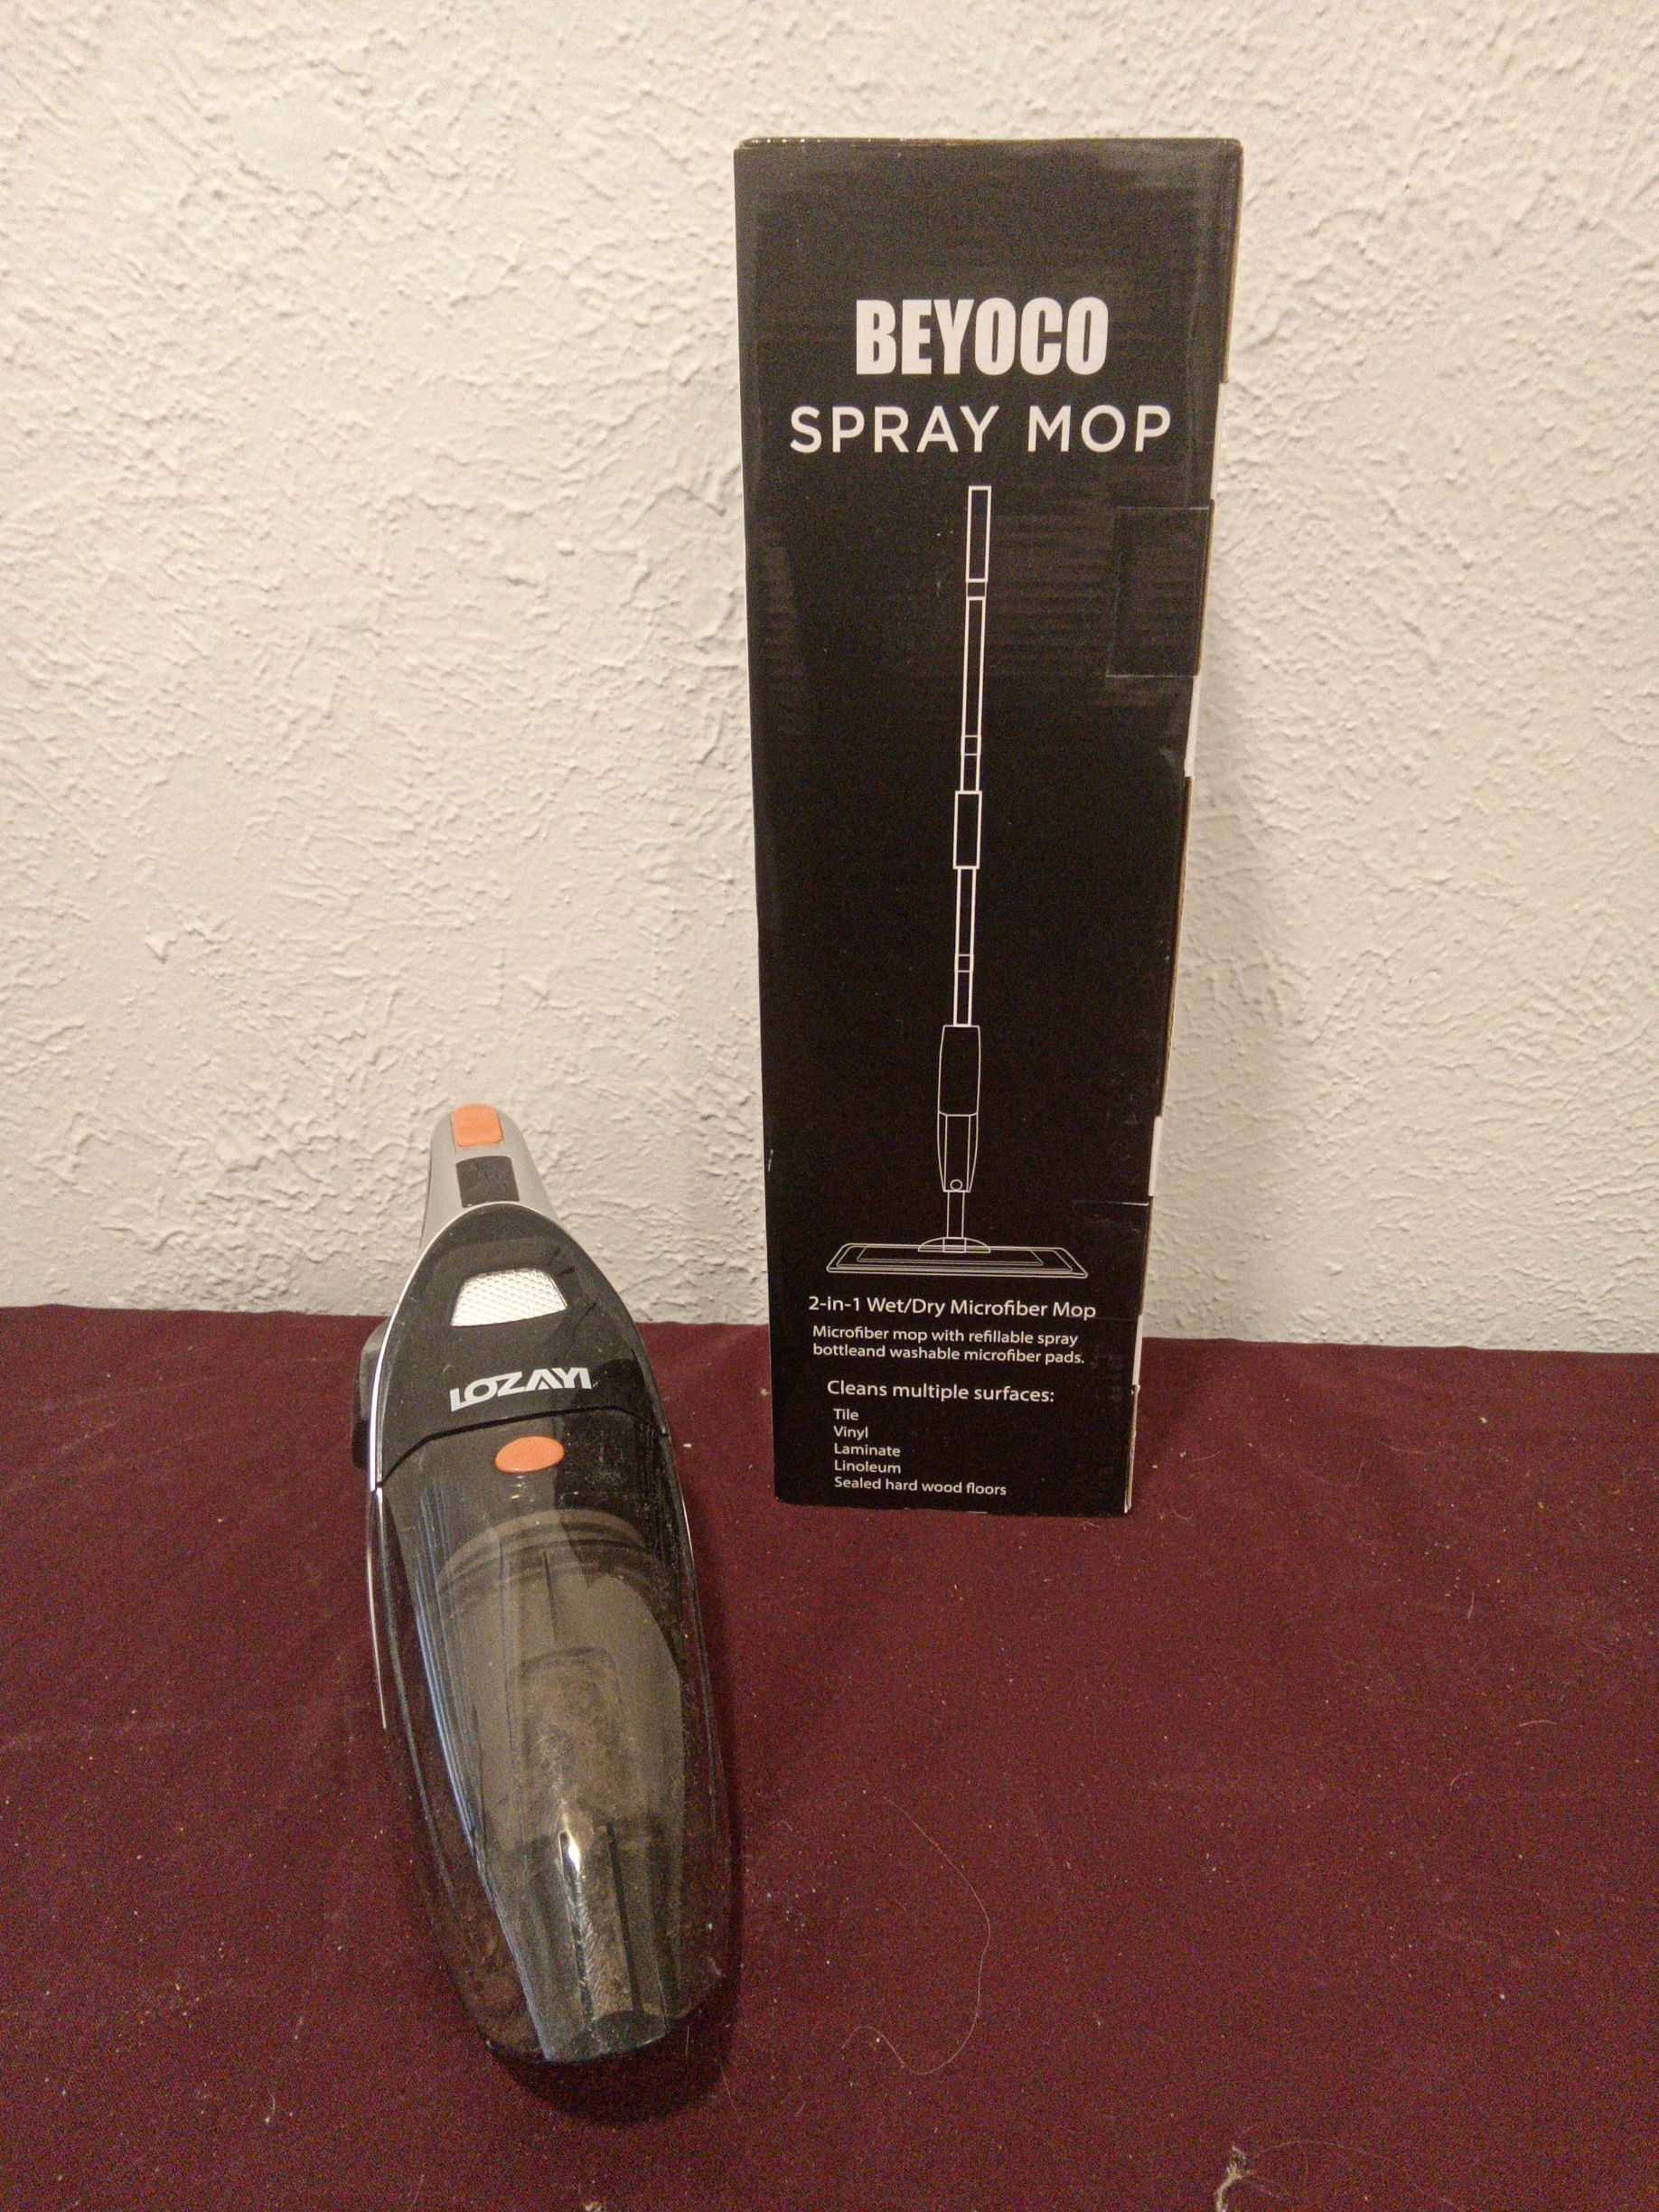 BEYOCO
SPRAY MOP
2-in-1 Wet/Dry Microfiber Mop
Microfiber mop with refillable spray
bottleand washable microfiber pads.
Cleans multiple surfaces:
Tile
Vinyl
Laminate
Linoleum
Sealed hard wood floors
LOZAYI